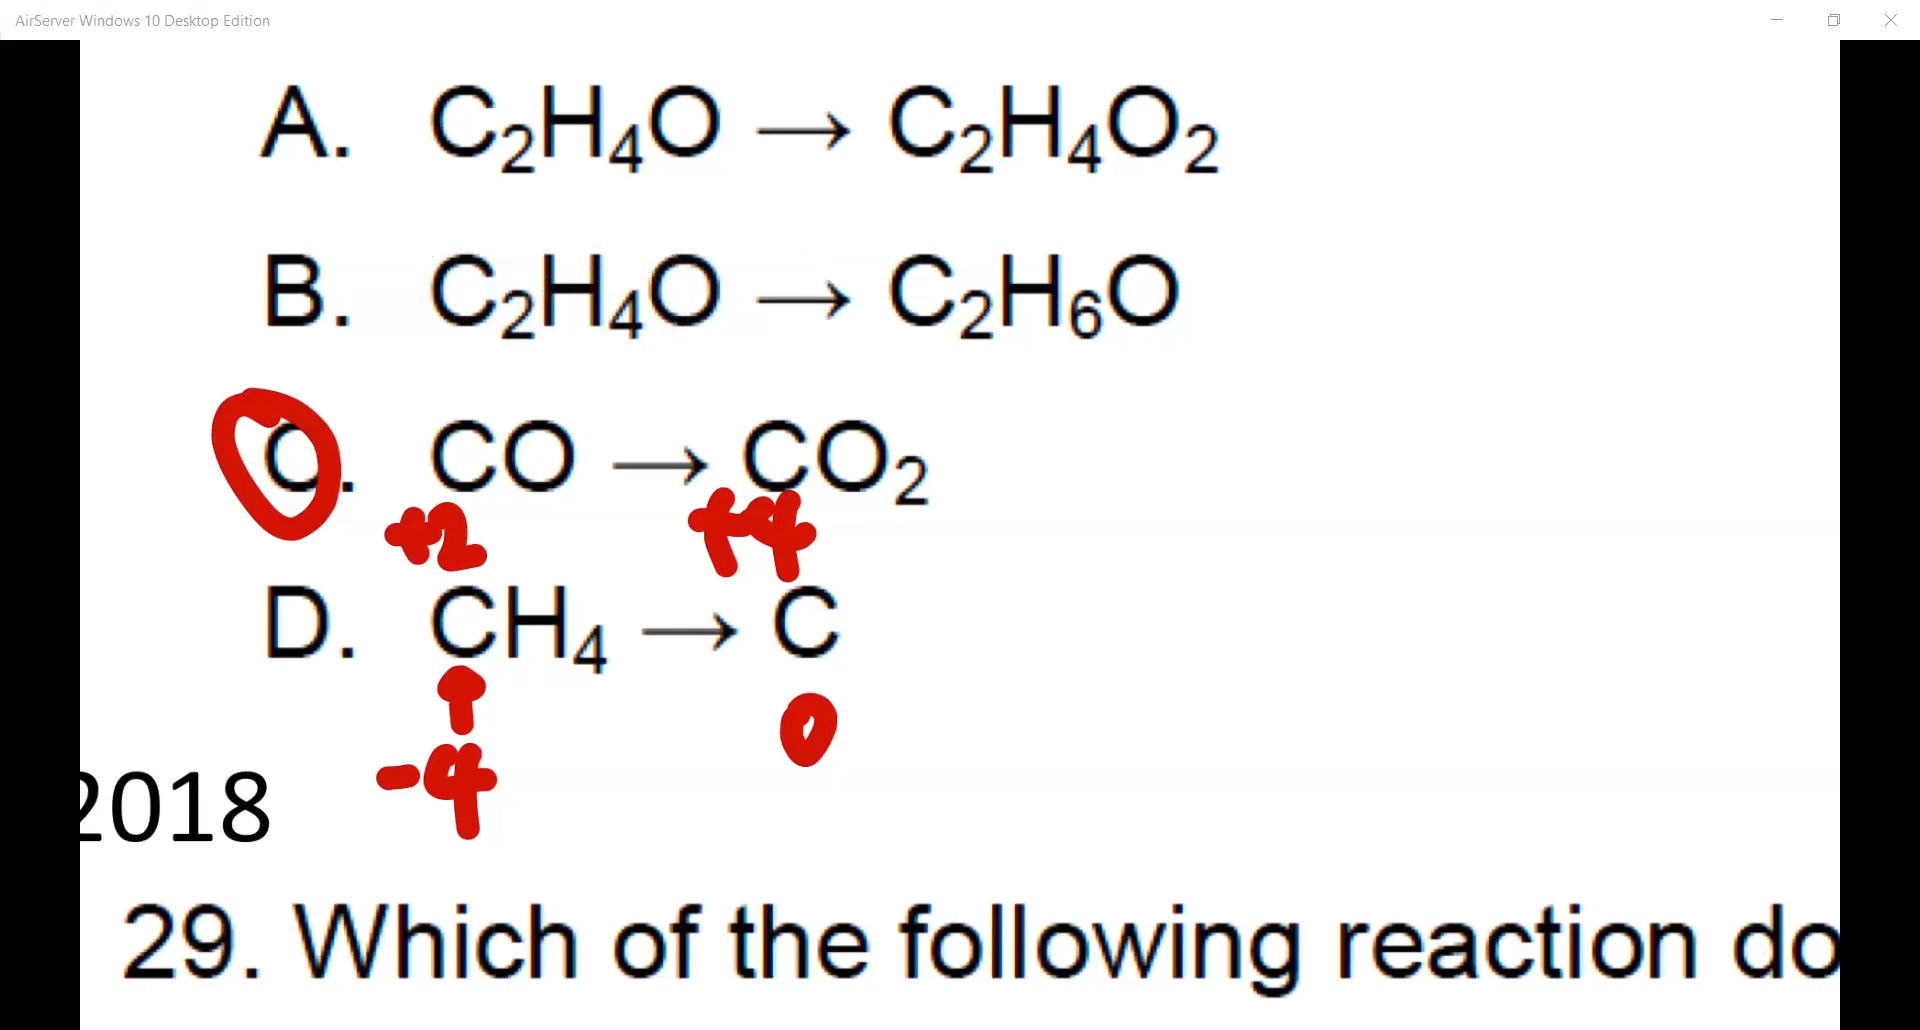 AirServer Windows 10 Desktop Edition
A. C₂H₄O → C₂H₄O₂
B. C₂H₄O → C₂H₆O
C. CO → CO₂
+2 +4
D. CH₄ → C
0
-4
2018
29. Which of the following reaction do